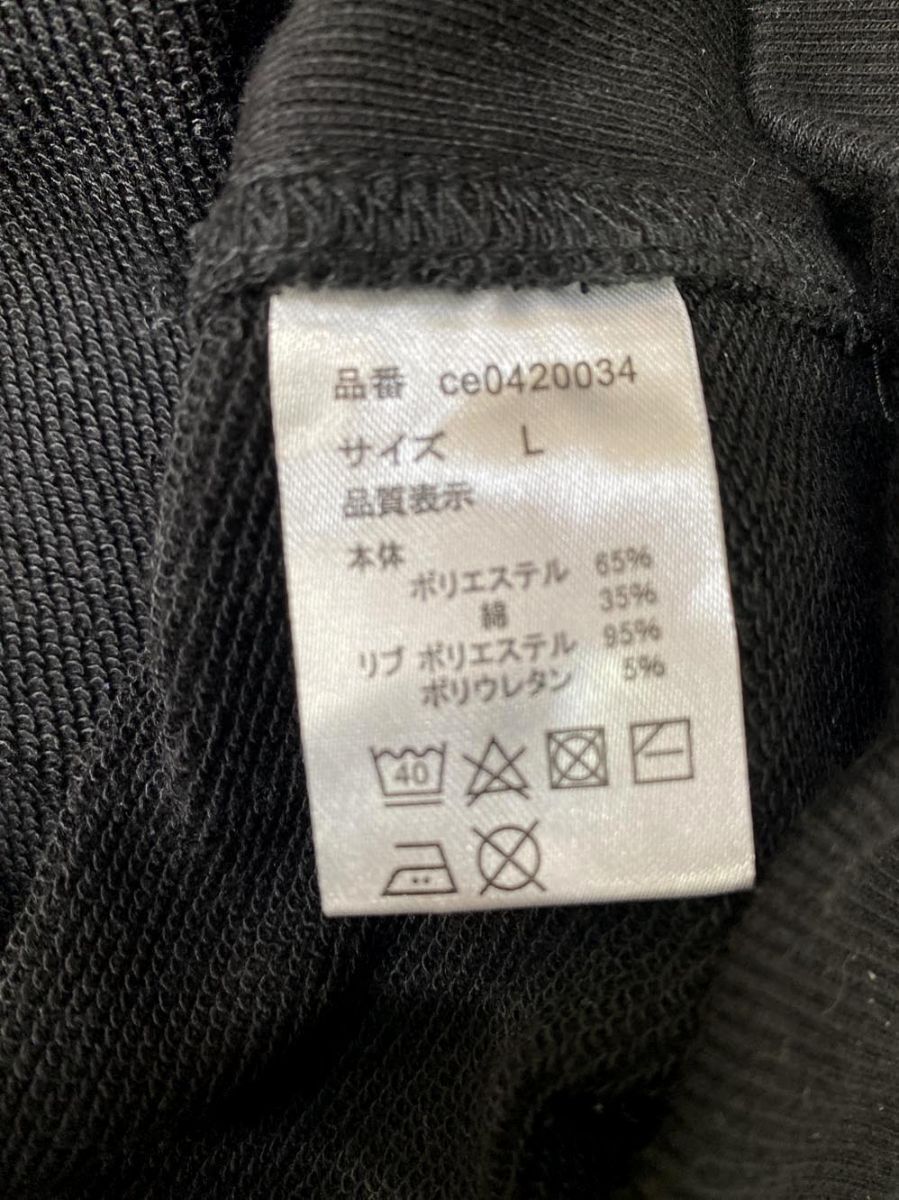 品番 ce0420034
サイズ L
品質表示
本体
ポリエステル 65%
綿 35%
リブ ポリエステル 95%
ポリウレタン 5%
40